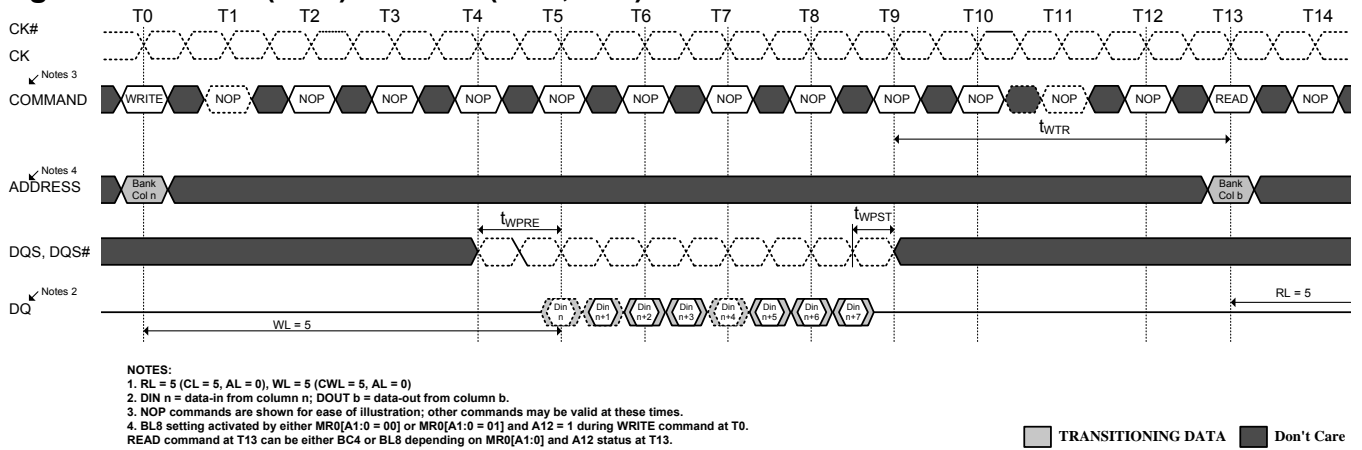 T0 T1 T2 T3 T4 T5 T6 T7 T8 T9 T10 T11 T12 T13 T14
CK#
CK
Notes 3
COMMAND WRITE NOP NOP NOP NOP NOP NOP NOP NOP NOP NOP NOP NOP READ NOP
tWTR
Notes 4
ADDRESS
Bank Bank
Col n Col b
tWPRE tWPST
DQS, DQS#
Notes 2
DQ
Din Din Din Din Din Din Din Din
n n+1 n+2 n+3 n+4 n+5 n+6 n+7
RL = 5
WL = 5
NOTES:
1. RL = 5 (CL = 5, AL = 0), WL = 5 (CWL = 5, AL = 0)
2. DIN n = data-in from column n; DOUT b = data-out from column b.
3. NOP commands are shown for ease of illustration; other commands may be valid at these times.
4. BL8 setting activated by either MR0[A1:0 = 00] or MR0[A1:0 = 01] and A12 = 1 during WRITE command at T0.
READ command at T13 can be either BC4 or BL8 depending on MR0[A1:0] and A12 status at T13.
TRANSITIONING DATA Don't Care